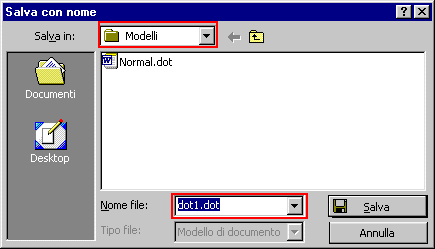 Salva con nome
Salva in: Modelli
Normal.dot
Documenti
Desktop
Nome file: dot1.dot Salva
Tipo file: Modello di documento Annulla